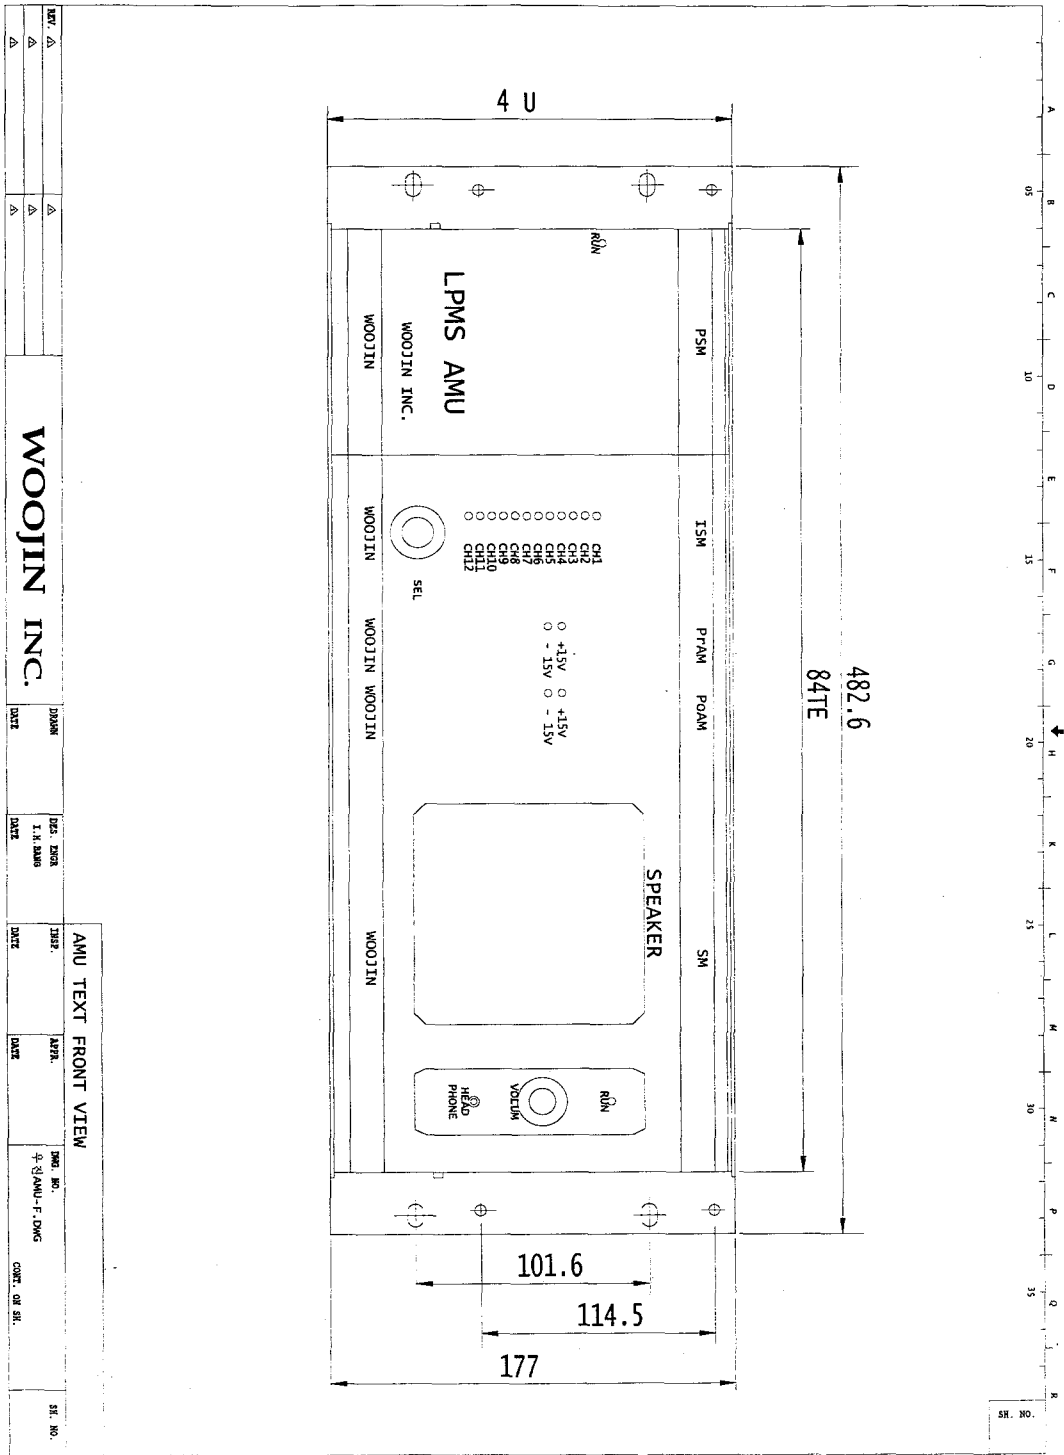 4 U
482.6
84TE
PSM
ISM
PrAM
PoAM
SM
RUN
LPMS AMU
WOOJIN INC.
CH1
CH2
CH3
CH4
CH5
CH6
CH7
CH8
CH9
CH10
CH11
CH12
SEL
+15V
- 15V
+15V
- 15V
SPEAKER
RUN
VOLUM
HEAD
PHONE
WOOJIN
WOOJIN
WOOJIN
WOOJIN
WOOJIN
101.6
114.5
177
A
B
C
D
E
F
G
H
K
L
M
N
P
Q
R
05
10
15
20
25
30
35
SH. NO.
AMU TEXT FRONT VIEW
REV.
WOOJIN INC.
DRAWN
DATE
DES. ENGR
I.H.BANG
DATE
INSP.
DATE
APPR.
DATE
DWG. NO.
우진AMU-F.DWG
CONT. ON SH.
SH. NO.